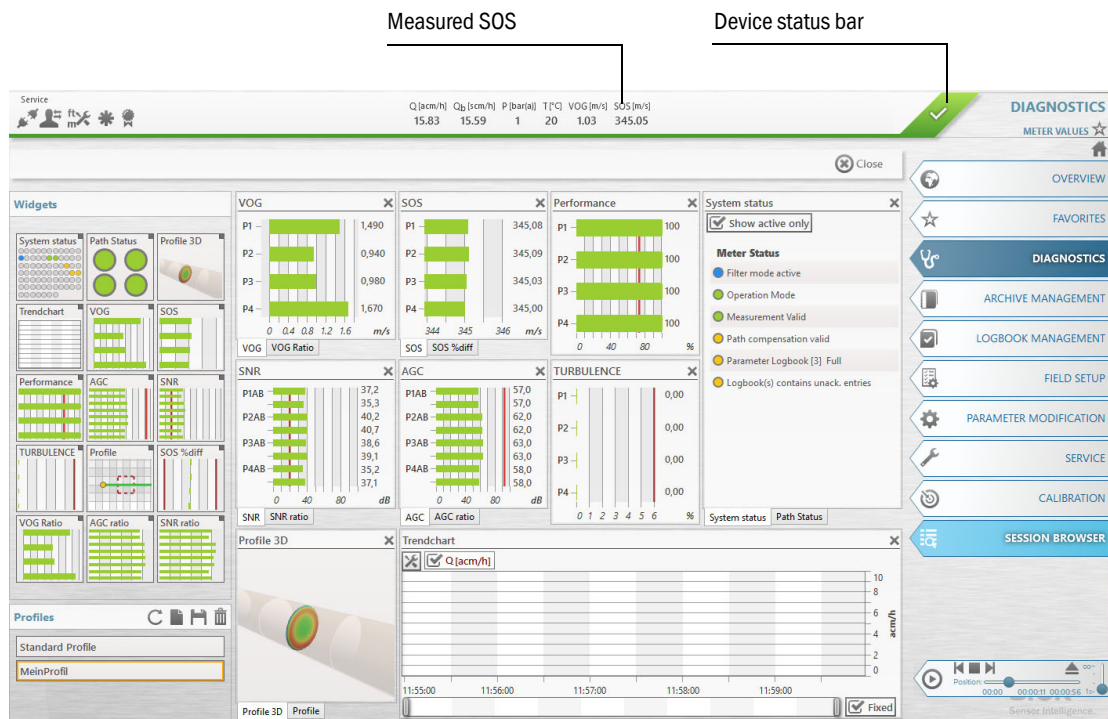 Measured SOS
Device status bar
Service
Q [acm/h] Qb [scm/h] P [bar(a)] T [°C] VOG [m/s] SOS [m/s]
15.83 15.59 1 20 1.03 345.05
DIAGNOSTICS
METER VALUES
Close
OVERVIEW
FAVORITES
DIAGNOSTICS
ARCHIVE MANAGEMENT
LOGBOOK MANAGEMENT
FIELD SETUP
PARAMETER MODIFICATION
SERVICE
CALIBRATION
SESSION BROWSER
Widgets
System status Path Status Profile 3D
Trendchart VOG SOS
Performance AGC SNR
TURBULENCE Profile SOS %diff
VOG Ratio AGC ratio SNR ratio
Profiles
Standard Profile
MeinProfil
VOG
P1 1,490
P2 0,940
P3 0,980
P4 1,670
0 0.4 0.8 1.2 1.6 m/s
VOG VOG Ratio
SOS
P1 345,08
P2 345,09
P3 345,03
P4 345,00
344 345 346 m/s
SOS SOS %diff
Performance
P1 100
P2 100
P3 100
P4 100
0 40 80 %
System status
Show active only
Meter Status
Filter mode active
Operation Mode
Measurement Valid
Path compensation valid
Parameter Logbook [3] Full
Logbook(s) contains unack. entries
System status Path Status
SNR
P1AB 37,2
35,3
P2AB 40,2
40,7
P3AB 38,6
39,1
P4AB 35,2
37,1
0 40 80 dB
SNR SNR ratio
AGC
P1AB 57,0
57,0
P2AB 62,0
62,0
P3AB 63,0
63,0
P4AB 58,0
58,0
0 40 80 dB
AGC AGC ratio
TURBULENCE
P1 0,00
P2 0,00
P3 0,00
P4 0,00
0 1 2 3 4 5 6 %
Profile 3D
Profile 3D Profile
Trendchart
Q [acm/h]
10
8
6
4
2
0
acm/h
11:55:00 11:56:00 11:57:00 11:58:00 11:59:00
Fixed
Position:
00:00 00:00:11 00:00:56 1x
Sensor Intelligence.